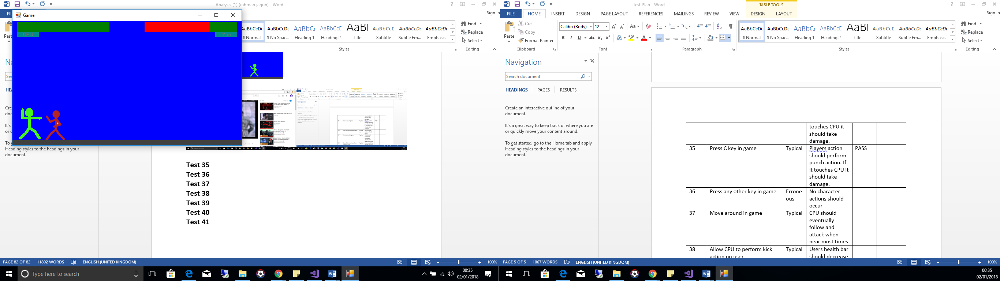 Analysis (1) (rahman jagun) - Word
Test Plan - Word
TABLE TOOLS
Game
Sign in
FILE HOME INSERT DESIGN PAGE LAYOUT REFERENCES MAILINGS REVIEW VIEW DESIGN LAYOUT
Sign in
CPU
You
AaBbCcDc AaBbCcDc AaBbCc AaBbCcE AaBl AaBbCcD AaBbCcDc AaBbCcDc
¶ Normal ¶ No Spac... Heading 1 Heading 2 Title Subtitle Subtle Em... Emphasis
Styles
Find
Replace
Select
Editing
Paste
Cut
Copy
Format Painter
Clipboard
Calibri (Body) 12
Font
Paragraph
AaBbCcDc AaBbCcDc AaBbCc AaBbCcE AaBl AaBbCcD AaBbCcDc AaBbCcDc
¶ Normal ¶ No Spac... Heading 1 Heading 2 Title Subtitle Subtle Em... Emphasis
Styles
Find
Replace
Select
Editing
Heading styles to the headings in your
document.
Test 35
Test 36
Test 37
Test 38
Test 39
Test 40
Test 41
Navigation
Search document
HEADINGS PAGES RESULTS
Create an interactive outline of your
document.
It's a great way to keep track of where you are
or quickly move your content around.
To get started, go to the Home tab and apply
Heading styles to the headings in your
document.
touches CPU it
should take
damage.
35 Press C key in game Typical Players action PASS
should perform
punch action. If
it touches CPU it
should take
damage.
36 Press any other key in game Errone No character
ous actions should
occur
37 Move around in game Typical CPU should
eventually
follow and
attack when
near most times
38 Allow CPU to perform kick Typical Users health bar
action on user should decrease
PAGE 82 OF 82 11892 WORDS ENGLISH (UNITED KINGDOM) 100%
PAGE 5 OF 5 1067 WORDS ENGLISH (UNITED KINGDOM) 100%
Type here to search
00:35
02/01/2018
00:35
02/01/2018